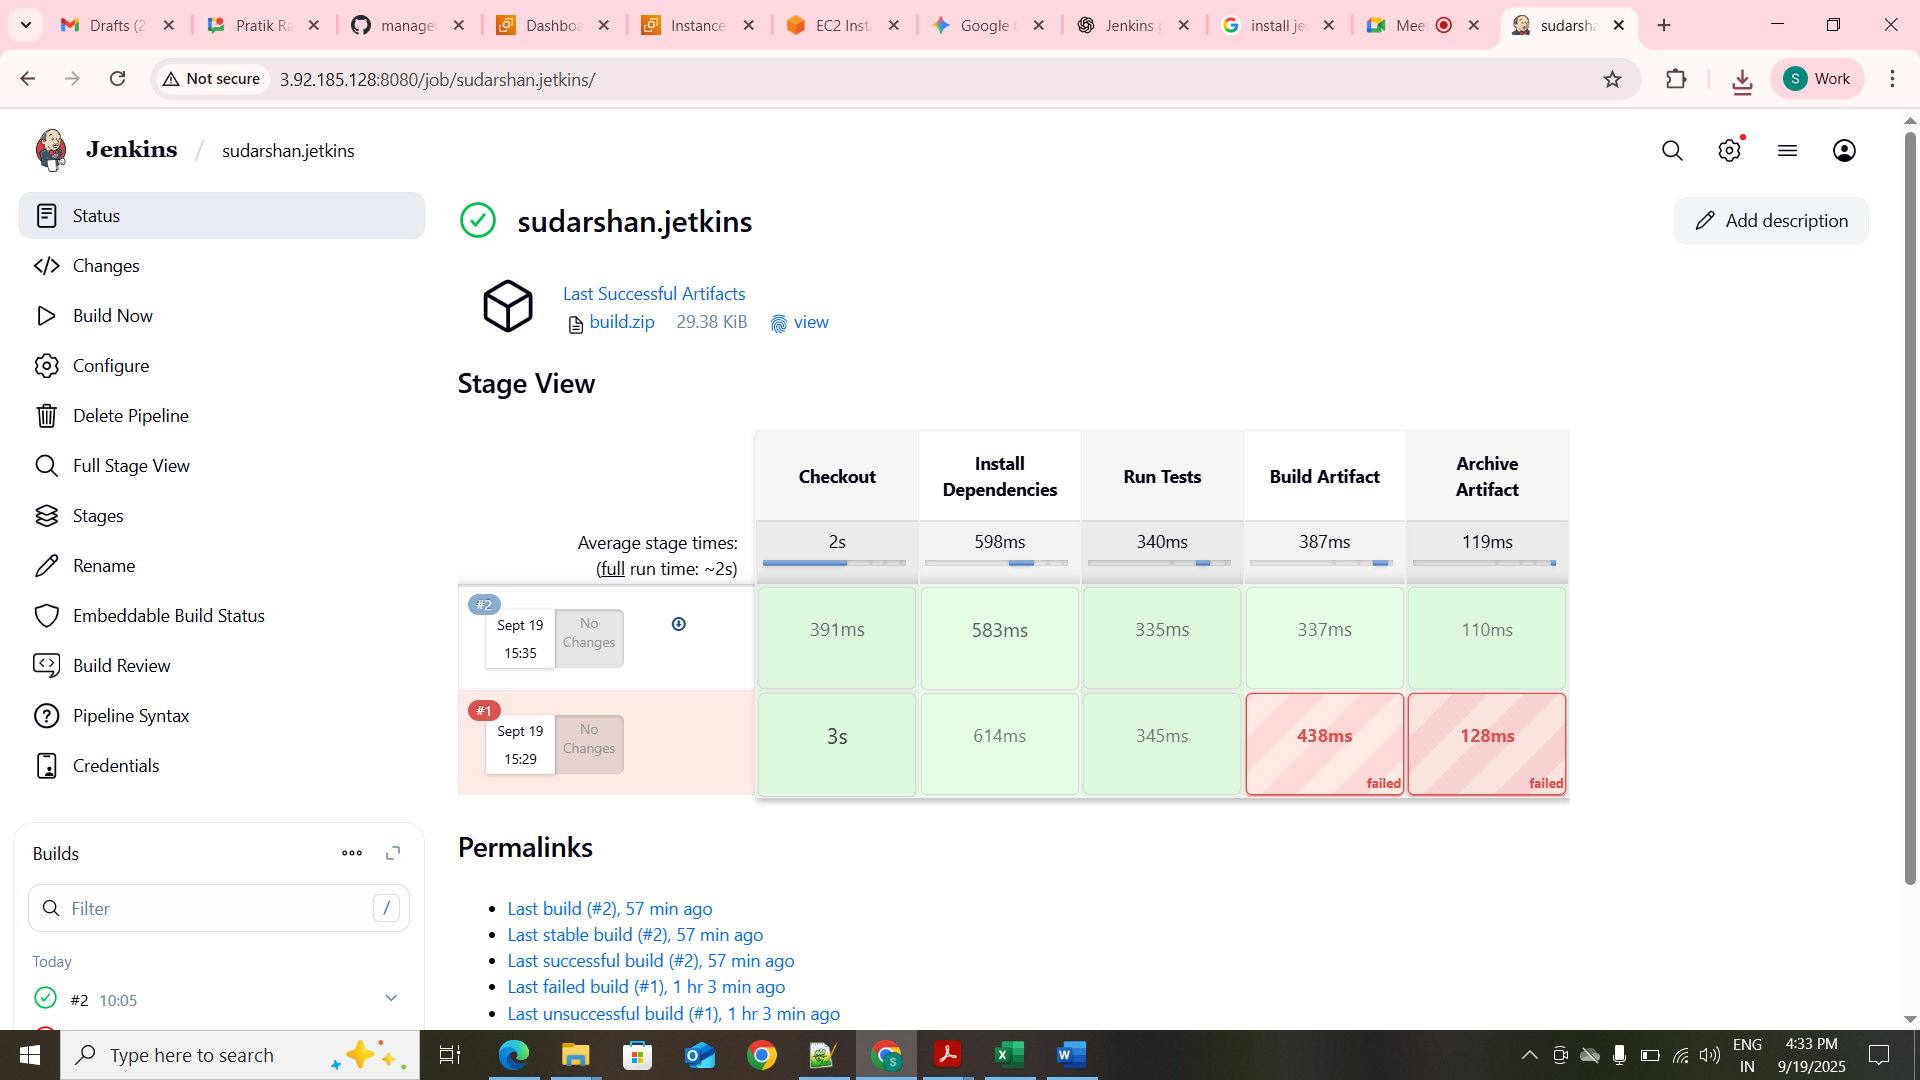 Drafts (2
Pratik Ra
manager
Dashboa
Instance
EC2 Insta
Google
Jenkins p
install je
Mee
sudarsha
Not secure
3.92.185.128:8080/job/sudarshan.jetkins/
S Work
Jenkins / sudarshan.jetkins
Status
Changes
Build Now
Configure
Delete Pipeline
Full Stage View
Stages
Rename
Embeddable Build Status
Build Review
Pipeline Syntax
Credentials
Builds
Filter /
Today
#2 10:05
sudarshan.jetkins
Add description
Last Successful Artifacts
build.zip 29.38 KiB view
Stage View
Checkout
Install Dependencies
Run Tests
Build Artifact
Archive Artifact
Average stage times:
(full run time: ~2s)
2s 598ms 340ms 387ms 119ms
#2
Sept 19
15:35
No Changes
391ms 583ms 335ms 337ms 110ms
#1
Sept 19
15:29
No Changes
3s 614ms 345ms 438ms 128ms
failed failed
Permalinks
Last build (#2), 57 min ago
Last stable build (#2), 57 min ago
Last successful build (#2), 57 min ago
Last failed build (#1), 1 hr 3 min ago
Last unsuccessful build (#1), 1 hr 3 min ago
Type here to search
ENG
IN
4:33 PM
9/19/2025